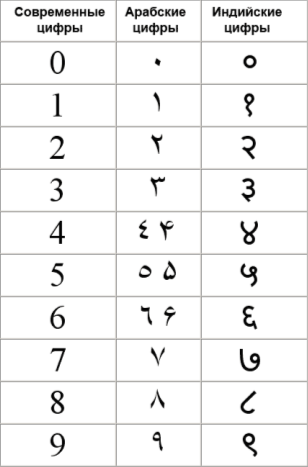 Современные цифры Арабские цифры Индийские цифры
0 ٠ ०
1 ١ १
2 ٢ २
3 ٣ ३
4 ٤ ۴ ४
5 ٥ ۵ ५
6 ٦ ۶ ६
7 ٧ ७
8 ٨ ८
9 ٩ ९